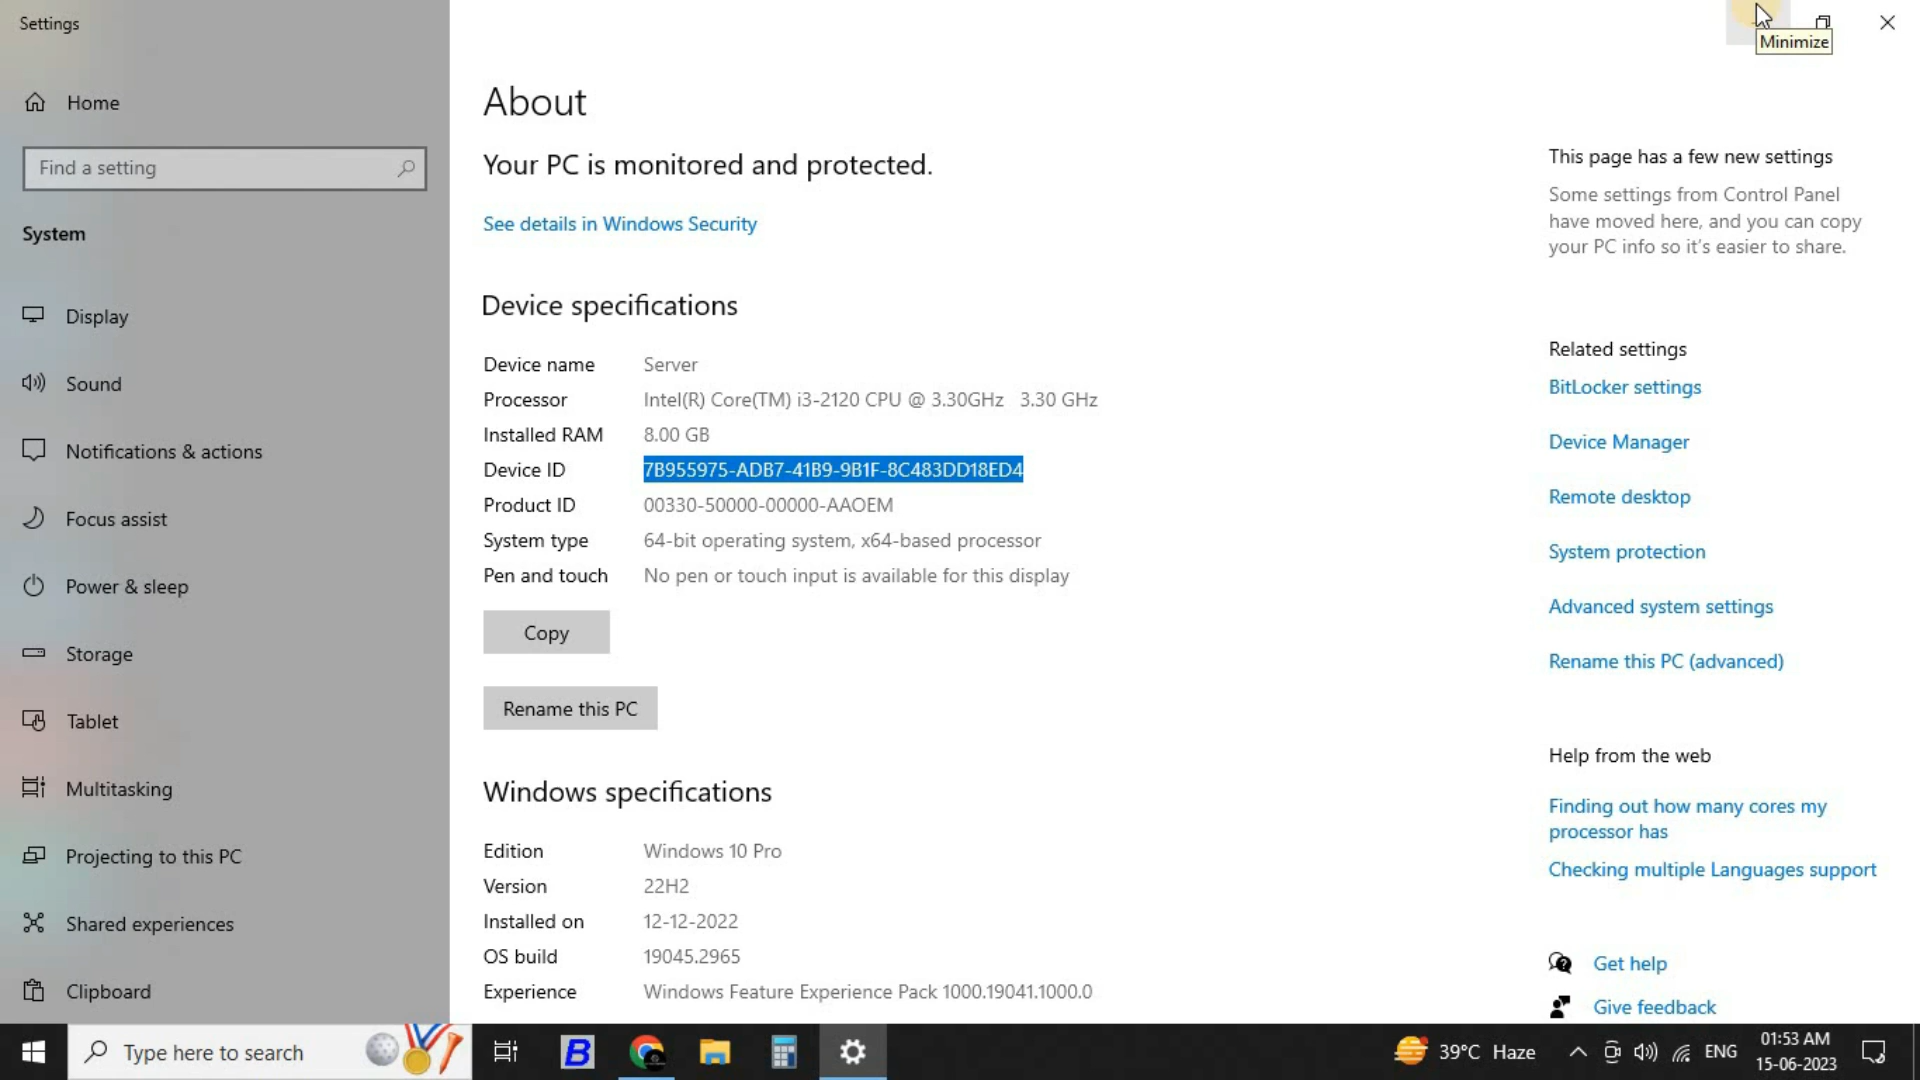 Settings
Minimize
Home
Find a setting
System
Display
Sound
Notifications & actions
Focus assist
Power & sleep
Storage
Tablet
Multitasking
Projecting to this PC
Shared experiences
Clipboard
About
Your PC is monitored and protected.
See details in Windows Security
Device specifications
Device name Server
Processor Intel(R) Core(TM) i3-2120 CPU @ 3.30GHz 3.30 GHz
Installed RAM 8.00 GB
Device ID 7B955975-ADB7-41B9-9B1F-8C483DD18ED4
Product ID 00330-50000-00000-AAOEM
System type 64-bit operating system, x64-based processor
Pen and touch No pen or touch input is available for this display
Copy
Rename this PC
Windows specifications
Edition Windows 10 Pro
Version 22H2
Installed on 12-12-2022
OS build 19045.2965
Experience Windows Feature Experience Pack 1000.19041.1000.0
This page has a few new settings
Some settings from Control Panel
have moved here, and you can copy
your PC info so it's easier to share.
Related settings
BitLocker settings
Device Manager
Remote desktop
System protection
Advanced system settings
Rename this PC (advanced)
Help from the web
Finding out how many cores my
processor has
Checking multiple Languages support
Get help
Give feedback
Type here to search
B
39°C Haze
ENG
01:53 AM
15-06-2023